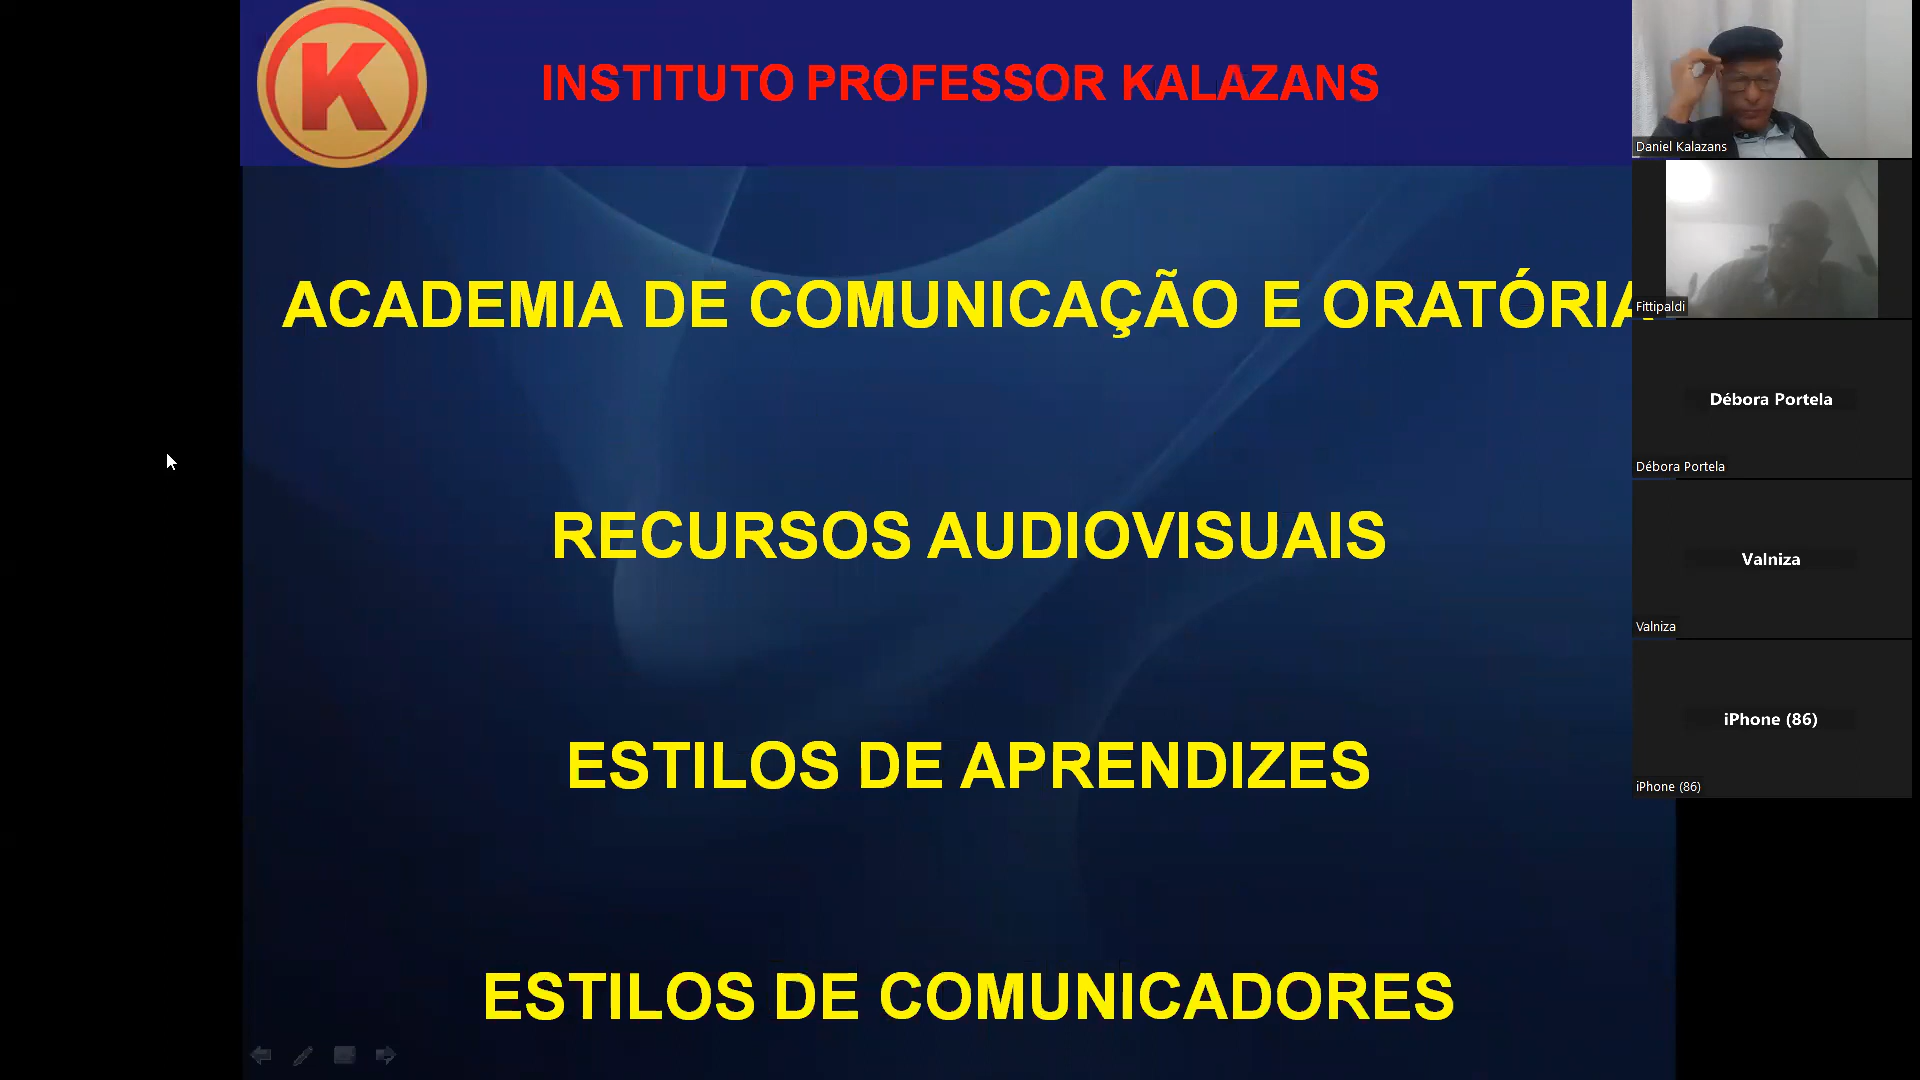 K
INSTITUTO PROFESSOR KALAZANS
ACADEMIA DE COMUNICAÇÃO E ORATÓRIA
RECURSOS AUDIOVISUAIS
ESTILOS DE APRENDIZES
ESTILOS DE COMUNICADORES
Daniel Kalazans
Fittipaldi
Débora Portela
Débora Portela
Valniza
Valniza
iPhone (86)
iPhone (86)